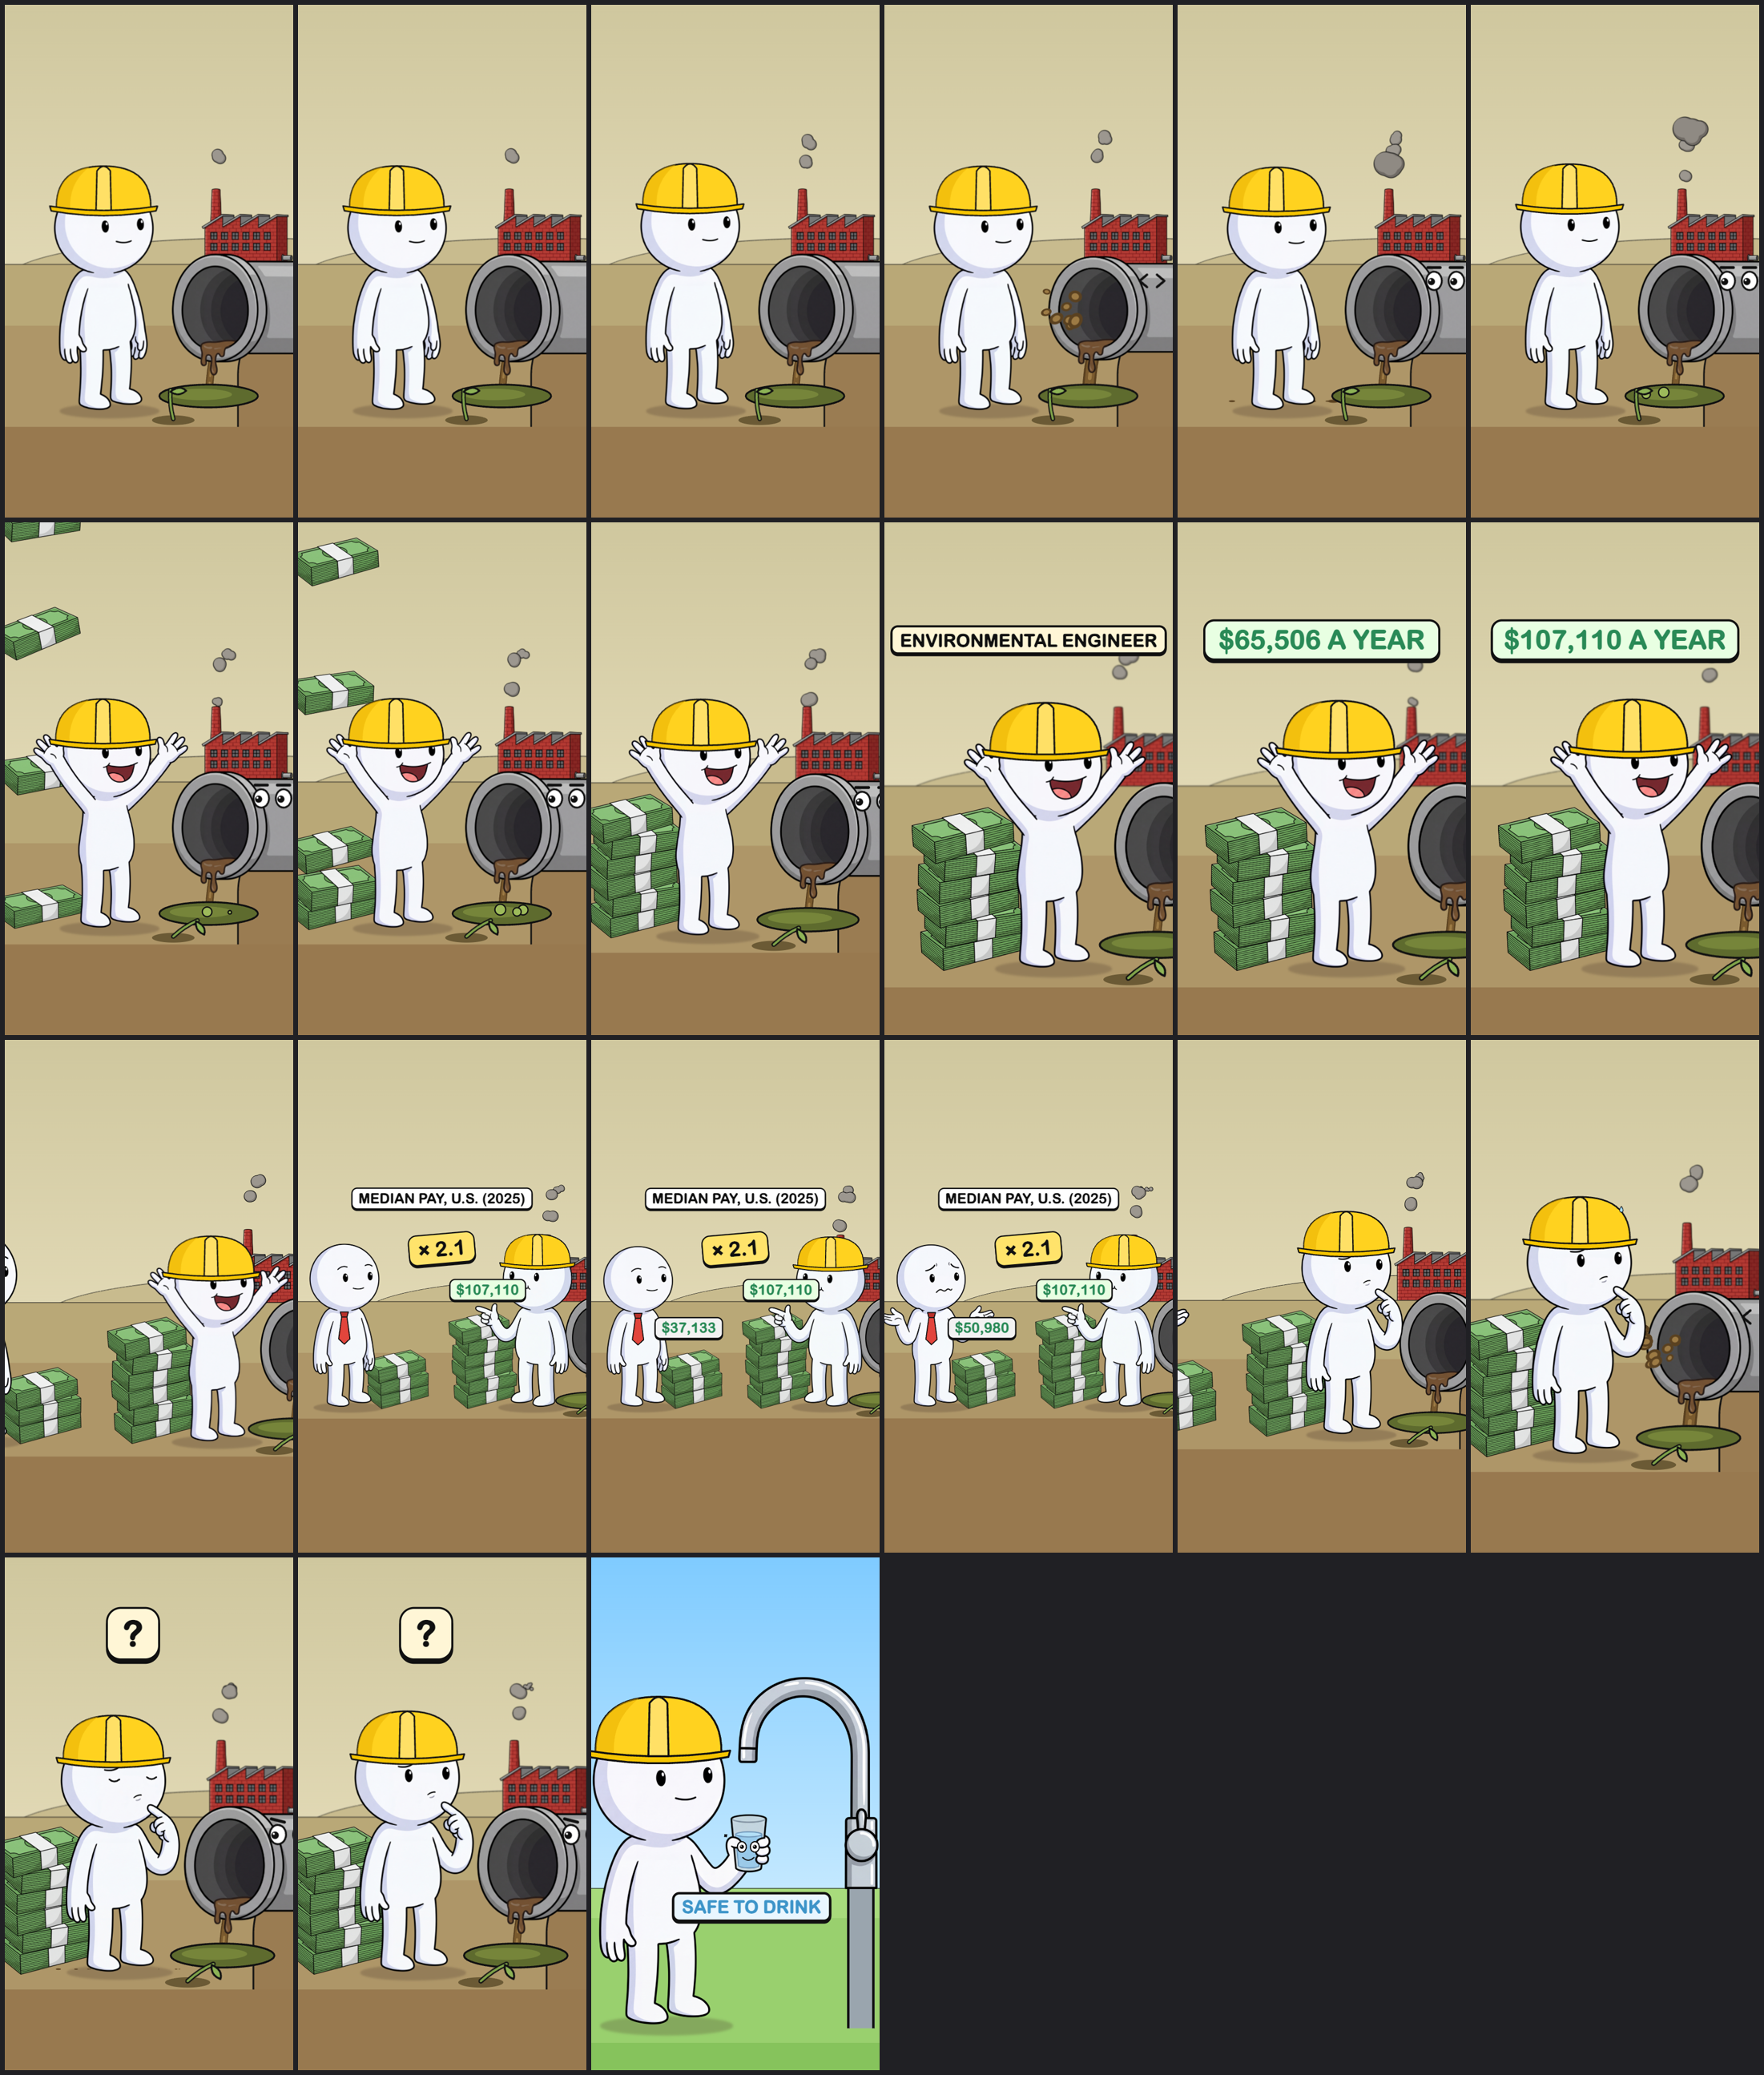 ENVIRONMENTAL ENGINEER
$65,506 A YEAR
$107,110 A YEAR
MEDIAN PAY, U.S. (2025)
× 2.1
$107,110
MEDIAN PAY, U.S. (2025)
× 2.1
$107,110
$37,133
MEDIAN PAY, U.S. (2025)
× 2.1
$107,110
$50,980
?
?
SAFE TO DRINK